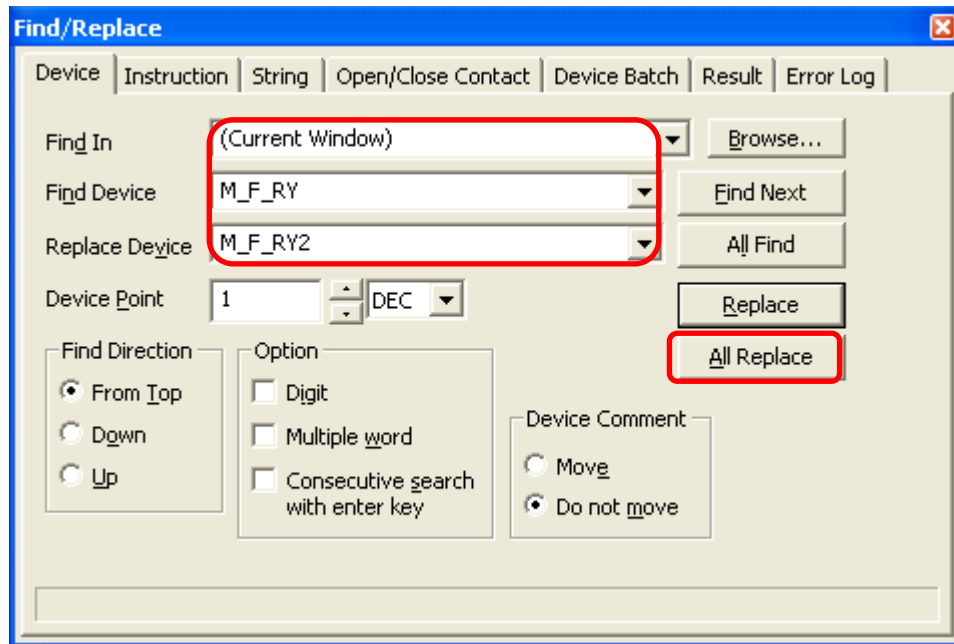 Find/Replace
Device Instruction String Open/Close Contact Device Batch Result Error Log
Find In (Current Window) Browse...
Find Device M_F_RY Find Next
Replace Device M_F_RY2 All Find
Device Point 1 DEC Replace
All Replace
Find Direction
From Top
Down
Up
Option
Digit
Multiple word
Consecutive search
with enter key
Device Comment
Move
Do not move